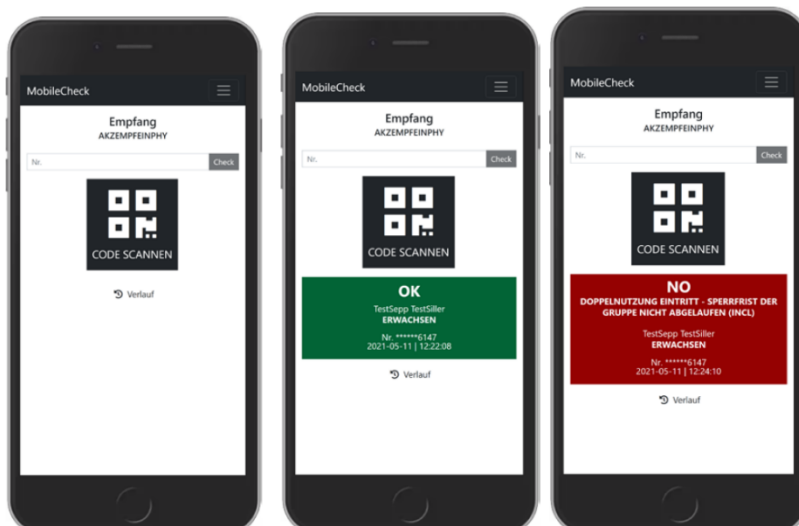 MobileCheck
Empfang
AKZEMPFEINPHY
Nr.
Check
CODE SCANNEN
Verlauf
MobileCheck
Empfang
AKZEMPFEINPHY
Nr.
Check
CODE SCANNEN
OK
TestSepp TestSiller
ERWACHSEN
Nr. ******6147
2021-05-11 | 12:22:08
Verlauf
MobileCheck
Empfang
AKZEMPFEINPHY
Nr.
Check
CODE SCANNEN
NO
DOPPELNUTZUNG EINTRITT - SPERRFRIST DER
GRUPPE NICHT ABGELAUFEN (INCL)
TestSepp TestSiller
ERWACHSEN
Nr. ******6147
2021-05-11 | 12:24:10
Verlauf